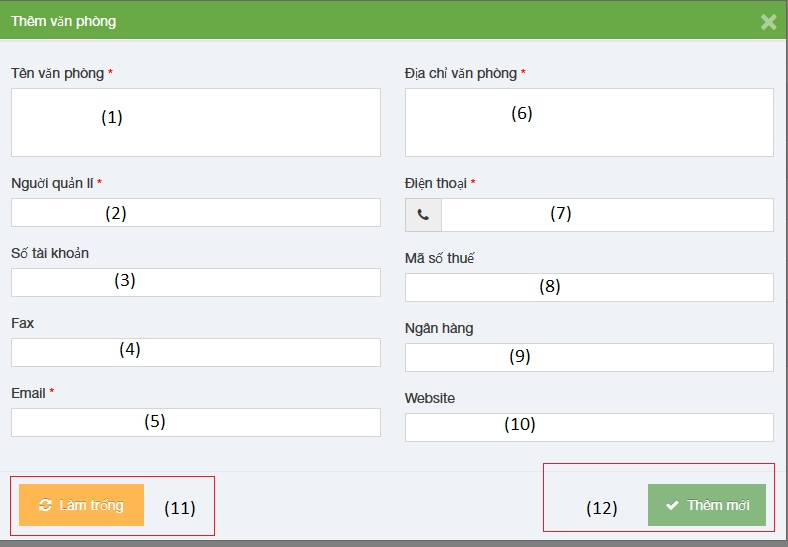 Thêm văn phòng
Tên văn phòng *
(1)
Địa chỉ văn phòng *
(6)
Người quản lí *
(2)
Điện thoại *
(7)
Số tài khoản
(3)
Mã số thuế
(8)
Fax
(4)
Ngân hàng
(9)
Email *
(5)
Website
(10)
Làm trống
(11)
(12)
Thêm mới